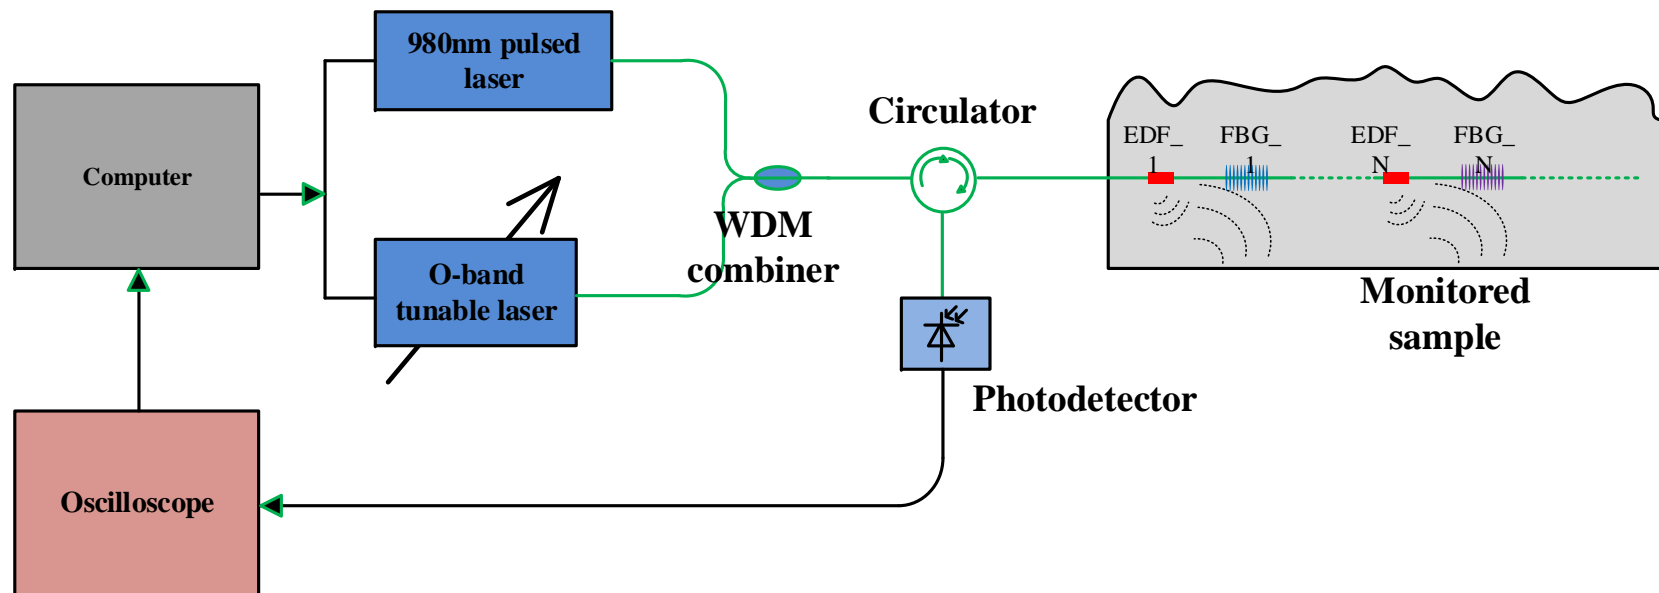 980nm pulsed
laser
Computer
O-band
tunable laser
WDM
combiner
Circulator
EDF_
1
FBG_
1
EDF_
N
FBG_
N
Monitored
sample
Photodetector
Oscilloscope